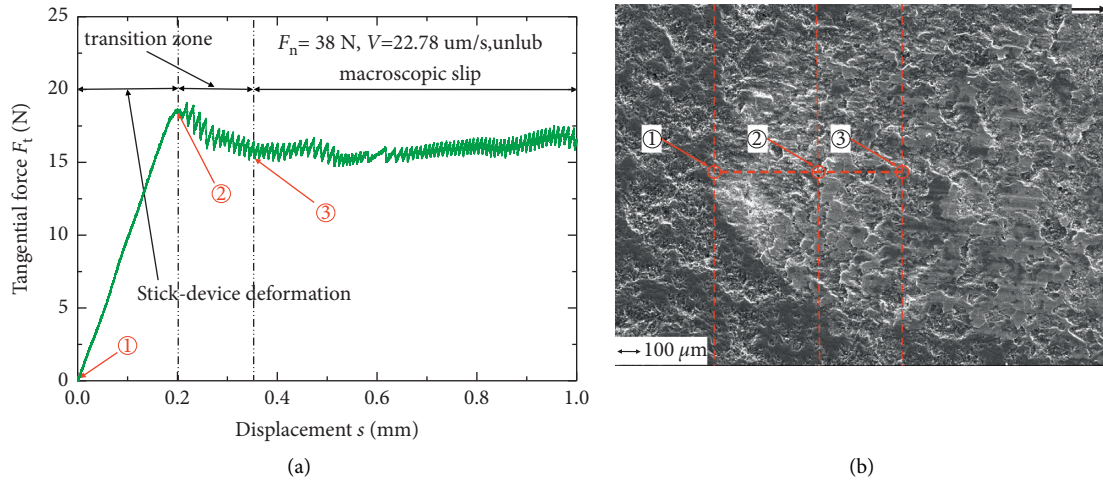 25
20
15
10
5
0
Tangential force Ft (N)
transition zone
Fn= 38 N, V=22.78 um/s,unlub
macroscopic slip
②
③
Stick-device deformation
①
0.0 0.2 0.4 0.6 0.8 1.0
Displacement s (mm)
(a)
① ② ③
100 μm
(b)